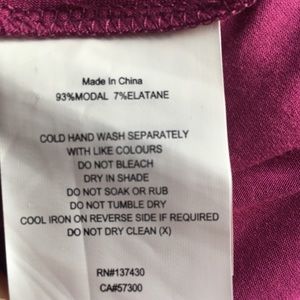 Made In China
93%MODAL 7%ELATANE
COLD HAND WASH SEPARATELY
WITH LIKE COLOURS
DO NOT BLEACH
DRY IN SHADE
DO NOT SOAK OR RUB
DO NOT TUMBLE DRY
COOL IRON ON REVERSE SIDE IF REQUIRED
DO NOT DRY CLEAN (X)
RN#137430
CA#57300